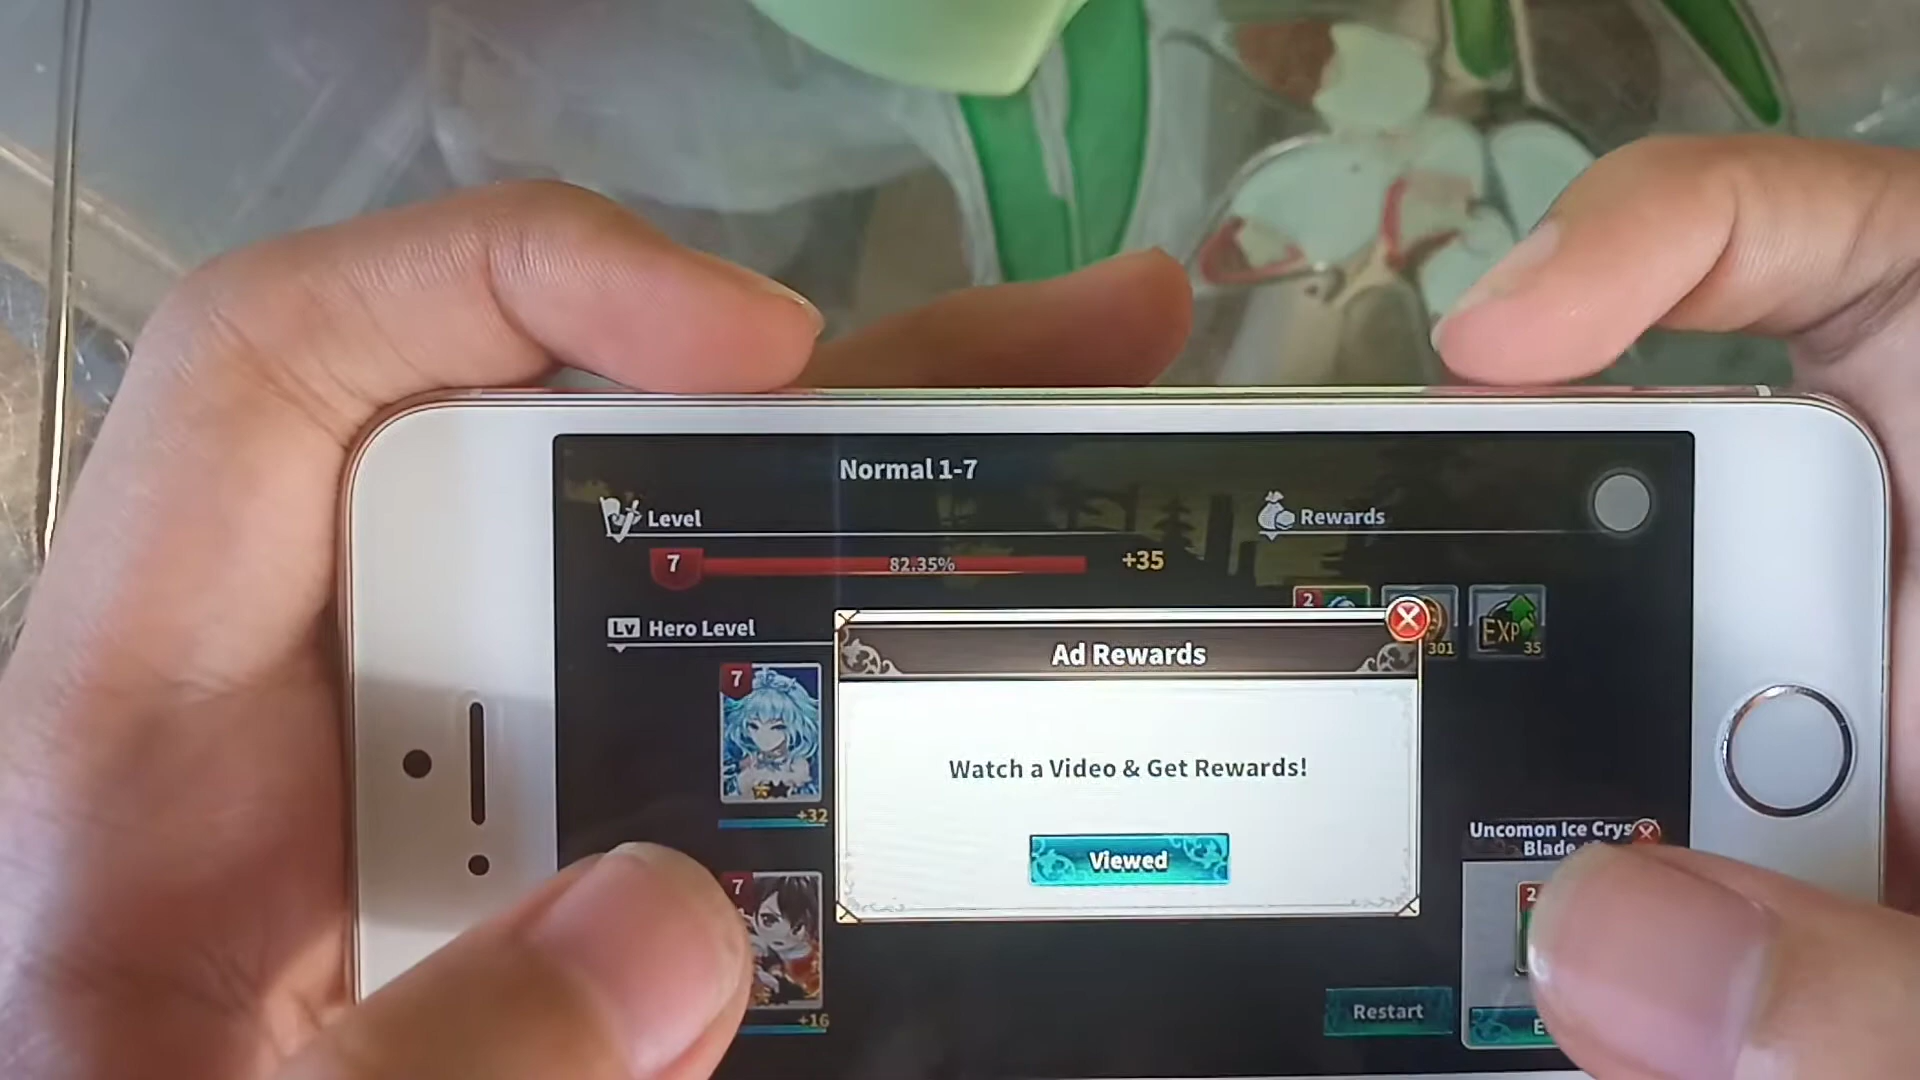 Normal 1-7
Level
Rewards
7
82.35%
+35
2
301
EXP
35
Lv Hero Level
Ad Rewards
7
+32
Watch a Video & Get Rewards!
Uncomon Ice Crys
Blade
Viewed
7
2
+16
Restart